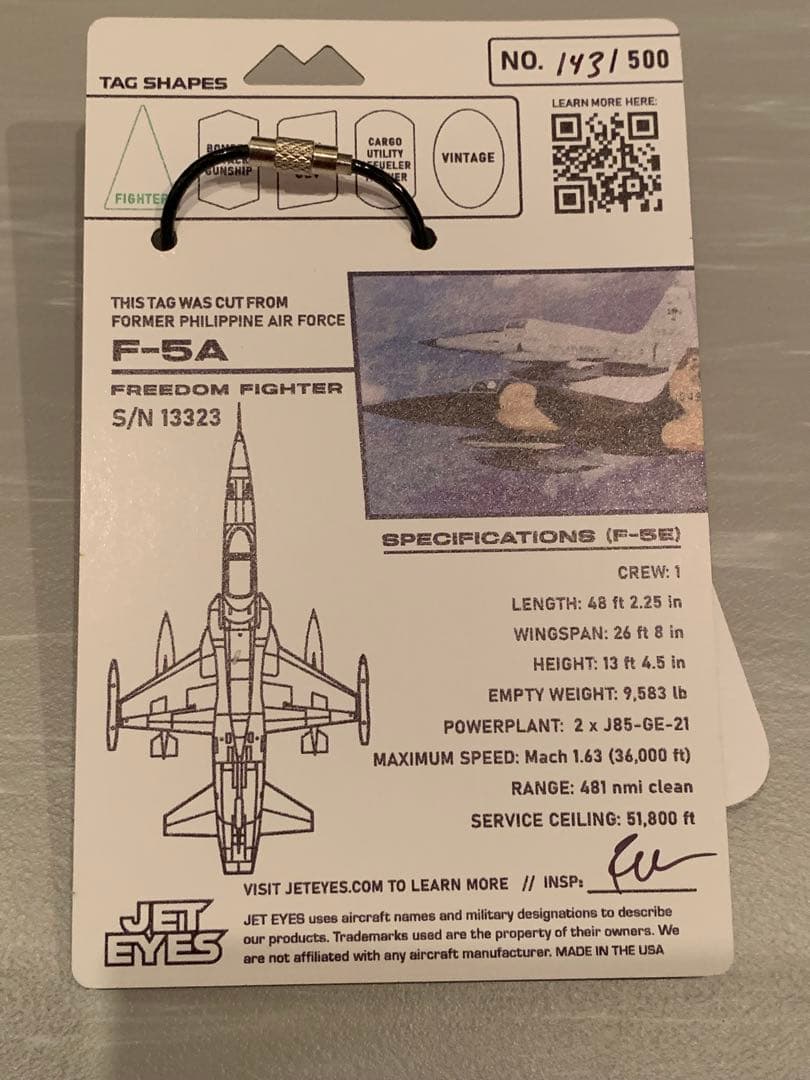 TAG SHAPES
NO. 143/500
LEARN MORE HERE:
FIGHTER
GUNSHIP
CARGO
UTILITY
VINTAGE
THIS TAG WAS CUT FROM
FORMER PHILIPPINE AIR FORCE
F-5A
FREEDOM FIGHTER
S/N 13323
SPECIFICATIONS (F-5E)
CREW: 1
LENGTH: 48 ft 2.25 in
WINGSPAN: 26 ft 8 in
HEIGHT: 13 ft 4.5 in
EMPTY WEIGHT: 9,583 lb
POWERPLANT: 2 x J85-GE-21
MAXIMUM SPEED: Mach 1.63 (36,000 ft)
RANGE: 481 nmi clean
SERVICE CEILING: 51,800 ft
VISIT JETEYES.COM TO LEARN MORE // INSP:
JET
EYES
JET EYES uses aircraft names and military designations to describe
our products. Trademarks used are the property of their owners. We
are not affiliated with any aircraft manufacturer. MADE IN THE USA